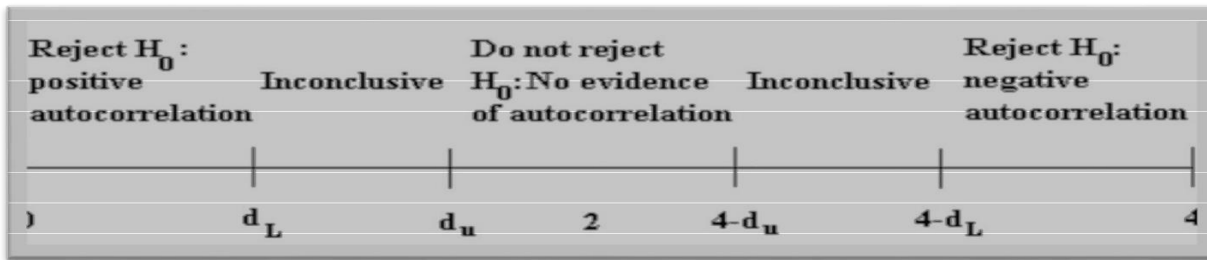 Reject H0:
positive
autocorrelation
Inconclusive
Do not reject
H0: No evidence
of autocorrelation
Inconclusive
Reject H0:
negative
autocorrelation
0 dL du 2 4-du 4-dL 4